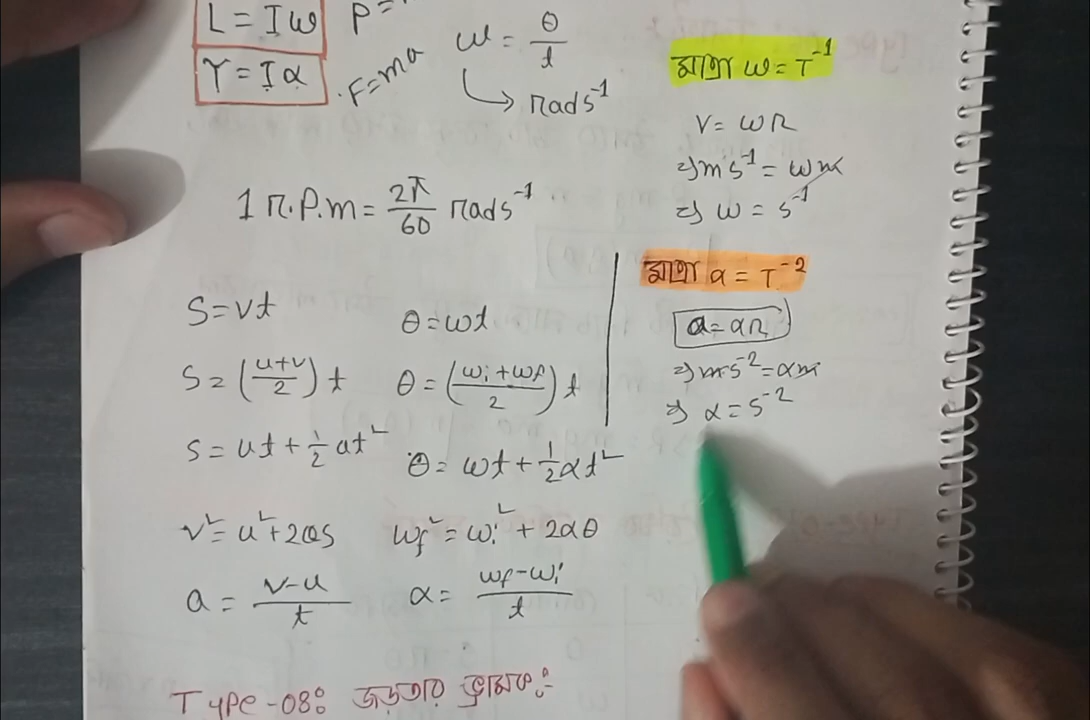 L = Iω P =
τ = Iα F = ma
ω = θ/t
→ rads⁻¹
1 r.p.m = 2π/60 rads⁻¹
মাত্রা ω = T⁻¹
v = ωr
⇒ ms⁻¹ = ωm
⇒ ω = s⁻¹
মাত্রা α = T⁻²
a = αr
⇒ ms⁻² = αm
⇒ α = s⁻²
S = vt θ = ωt
S = (u+v/2) t θ = (ωi+ωf/2) t
s = ut + ½at² θ = ωt + ½αt²
v² = u² + 2as ωf² = ωi² + 2αθ
a = v-u/t α = ωf-ωi/t
Type-08: জড়তার ভ্রামক:-